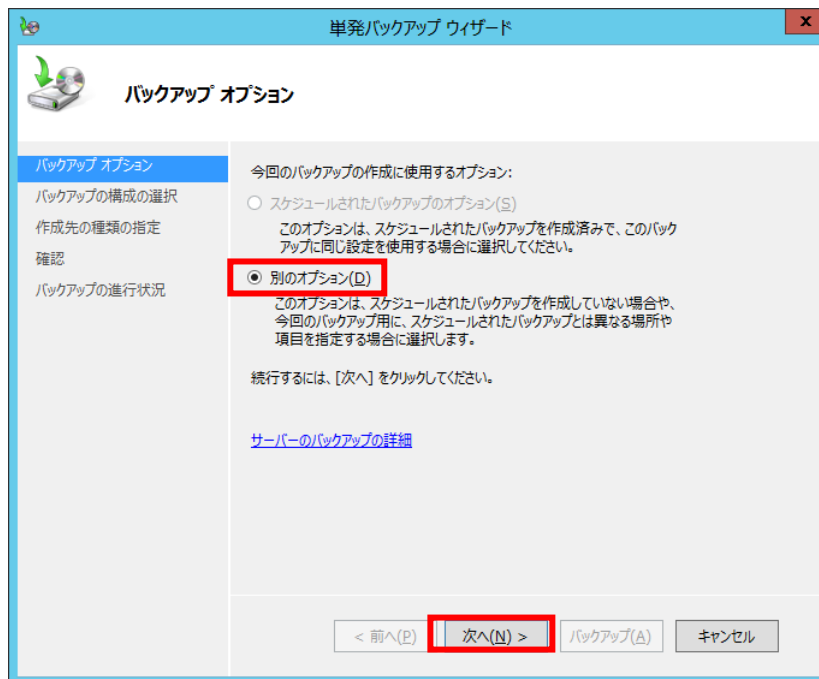 単発バックアップ ウィザード
x
バックアップ オプション
バックアップ オプション
バックアップの構成の選択
作成先の種類の指定
確認
バックアップの進行状況
今回のバックアップの作成に使用するオプション:
スケジュールされたバックアップのオプション(S)
このオプションは、スケジュールされたバックアップを作成済みで、このバック
アップに同じ設定を使用する場合に選択してください。
別のオプション(D)
このオプションは、スケジュールされたバックアップを作成していない場合や、
今回のバックアップ用に、スケジュールされたバックアップとは異なる場所や
項目を指定する場合に選択します。
続行するには、[次へ] をクリックしてください。
サーバーのバックアップの詳細
< 前へ(P)
次へ(N) >
バックアップ(A)
キャンセル